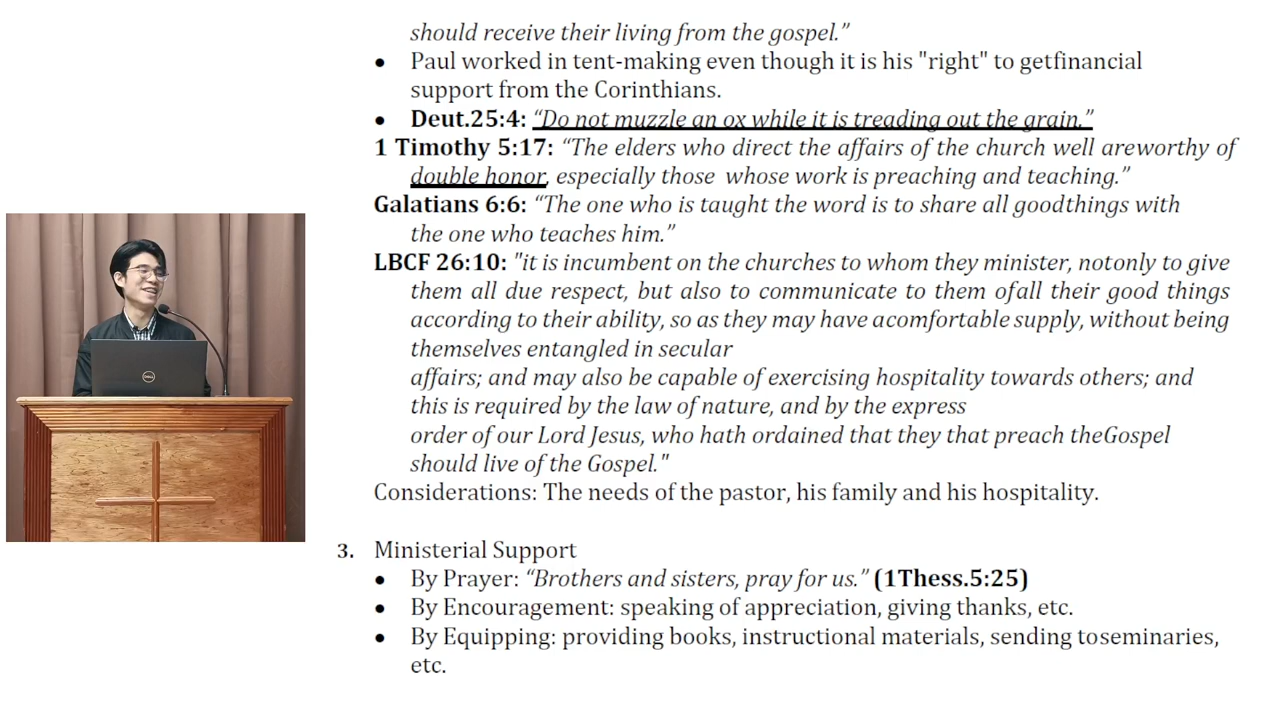 should receive their living from the gospel.”
● Paul worked in tent-making even though it is his "right" to getfinancial
support from the Corinthians.
● Deut.25:4: “Do not muzzle an ox while it is treading out the grain.”
1 Timothy 5:17: “The elders who direct the affairs of the church well areworthy of
double honor, especially those whose work is preaching and teaching.”
Galatians 6:6: “The one who is taught the word is to share all goodthings with
the one who teaches him.”
LBCF 26:10: "it is incumbent on the churches to whom they minister, notonly to give
them all due respect, but also to communicate to them ofall their good things
according to their ability, so as they may have acomfortable supply, without being
themselves entangled in secular
affairs; and may also be capable of exercising hospitality towards others; and
this is required by the law of nature, and by the express
order of our Lord Jesus, who hath ordained that they that preach theGospel
should live of the Gospel."
Considerations: The needs of the pastor, his family and his hospitality.
3. Ministerial Support
● By Prayer: “Brothers and sisters, pray for us.” (1Thess.5:25)
● By Encouragement: speaking of appreciation, giving thanks, etc.
● By Equipping: providing books, instructional materials, sending toseminaries,
etc.
DELL